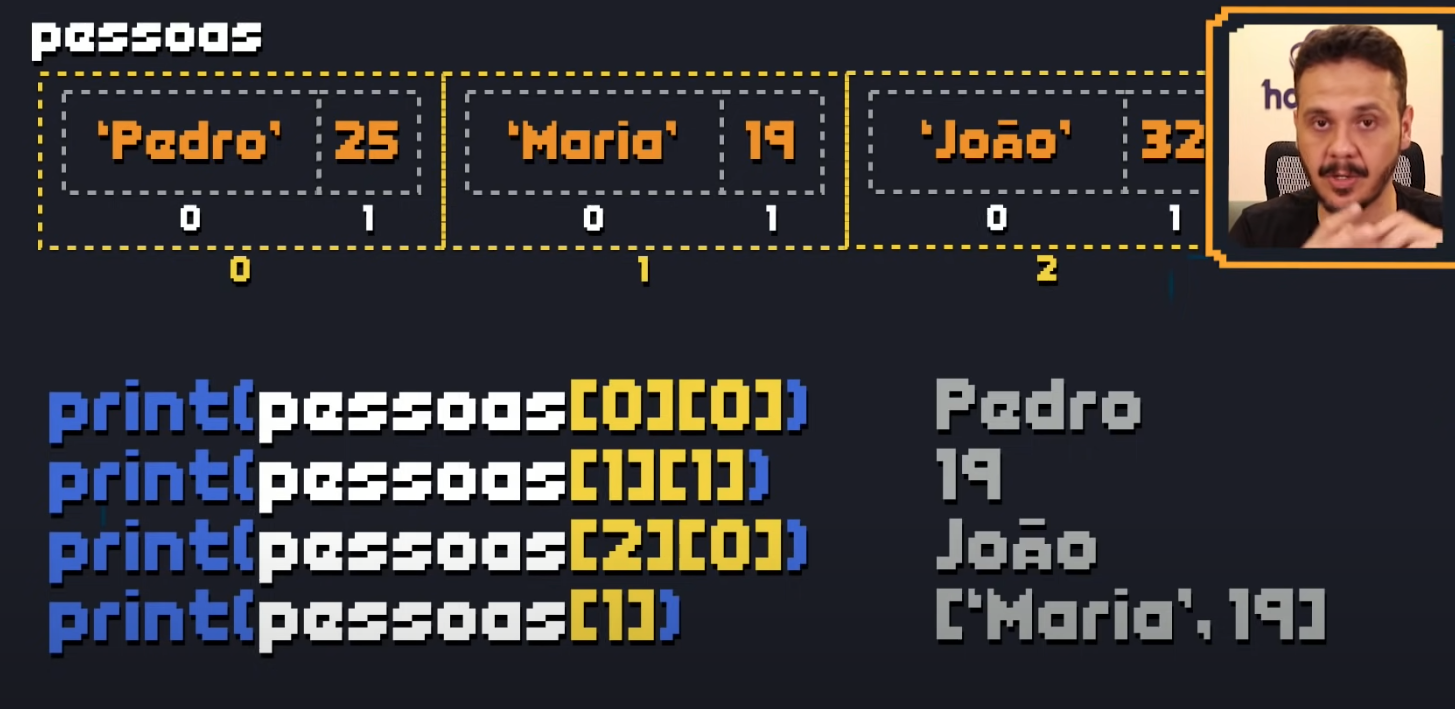 pessoas
'Pedro' 25 'Maria' 19 'João' 32
0 1 0 1 0 1
0 1 2
print(pessoas[0][0]) Pedro
print(pessoas[1][1]) 19
print(pessoas[2][0]) João
print(pessoas[1]) ['Maria', 19]